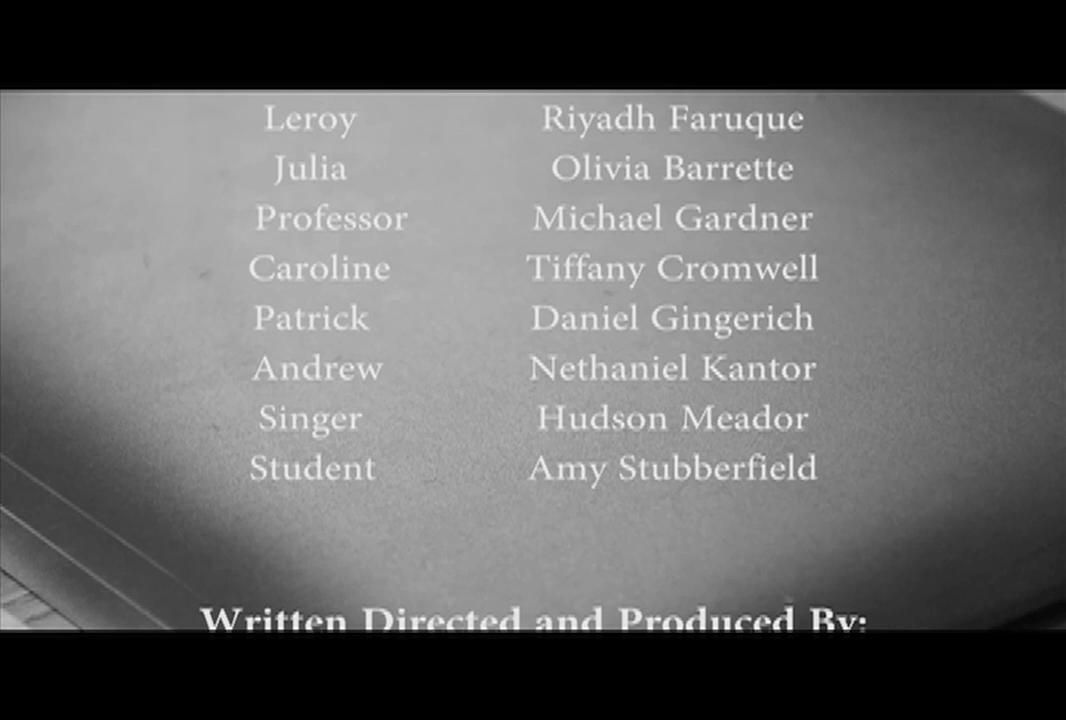 Leroy Riyadh Faruque
Julia Olivia Barrette
Professor Michael Gardner
Caroline Tiffany Cromwell
Patrick Daniel Gingerich
Andrew Nethaniel Kantor
Singer Hudson Meador
Student Amy Stubberfield
Written Directed and Produced By: